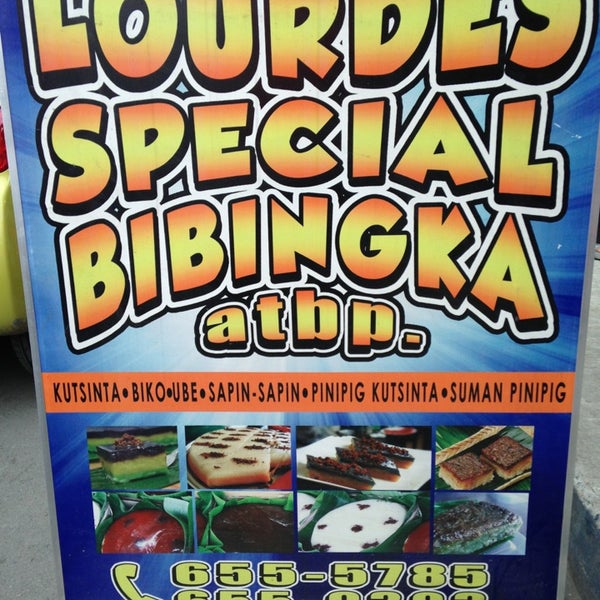 LOURDES
SPECIAL
BIBINGKA
atbp.
KUTSINTA•BIKO•UBE•SAPIN-SAPIN•PINIPIG KUTSINTA•SUMAN PINIPIG
655-5785